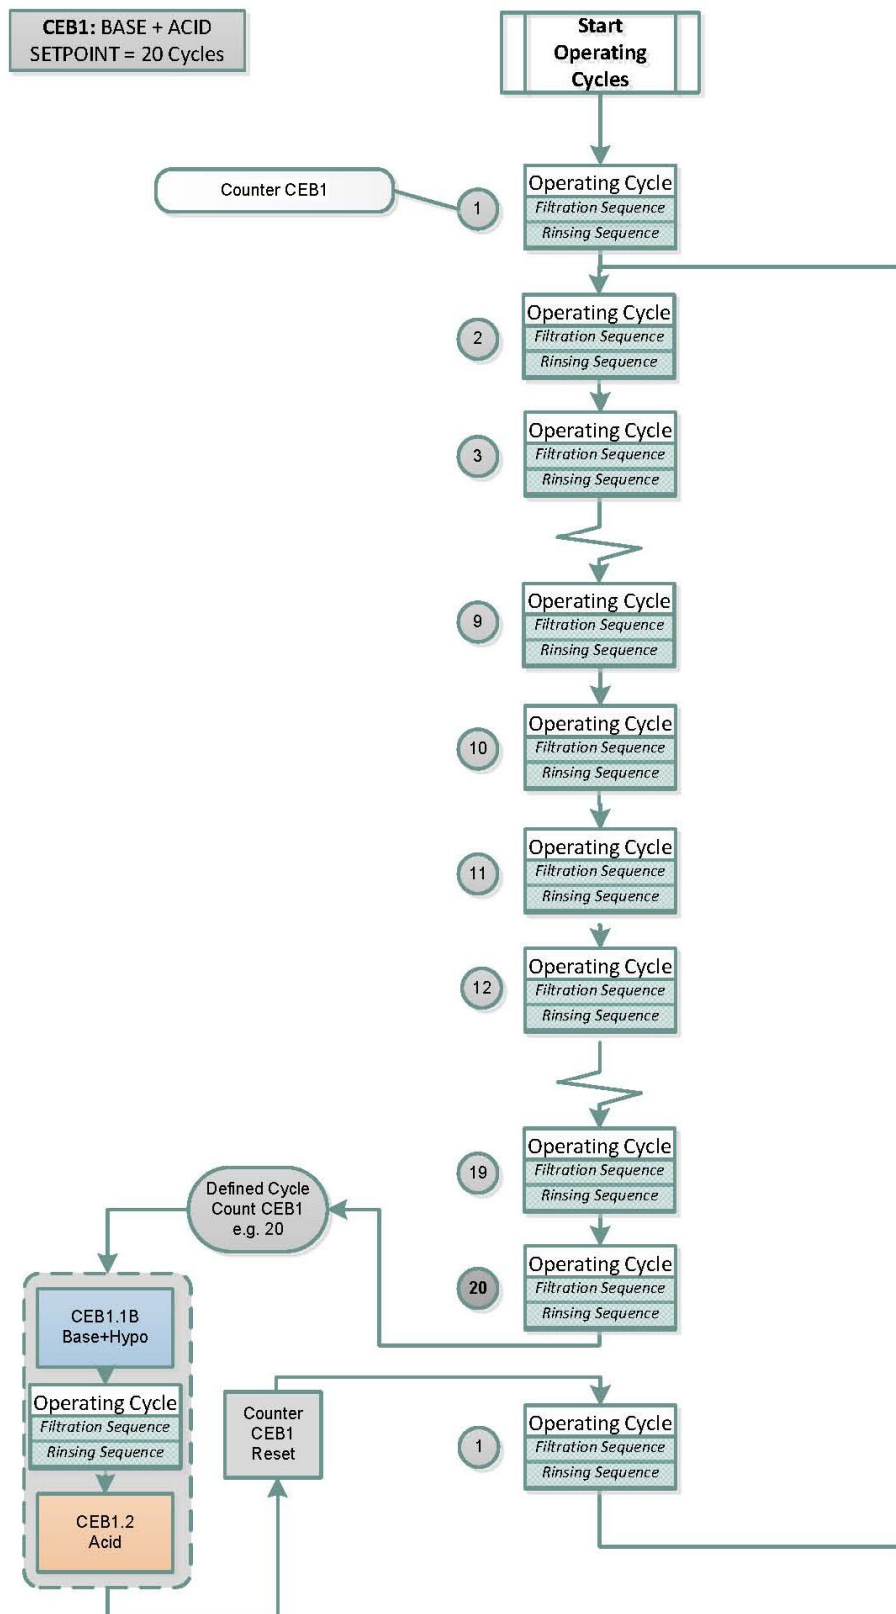 CEB1: BASE + ACID
SETPOINT = 20 Cycles
Start
Operating
Cycles
Counter CEB1
1
Operating Cycle
Filtration Sequence
Rinsing Sequence
2
Operating Cycle
Filtration Sequence
Rinsing Sequence
3
Operating Cycle
Filtration Sequence
Rinsing Sequence
9
Operating Cycle
Filtration Sequence
Rinsing Sequence
10
Operating Cycle
Filtration Sequence
Rinsing Sequence
11
Operating Cycle
Filtration Sequence
Rinsing Sequence
12
Operating Cycle
Filtration Sequence
Rinsing Sequence
19
Operating Cycle
Filtration Sequence
Rinsing Sequence
Defined Cycle
Count CEB1
e.g. 20
20
Operating Cycle
Filtration Sequence
Rinsing Sequence
CEB1.1B
Base+Hypo
Operating Cycle
Filtration Sequence
Rinsing Sequence
CEB1.2
Acid
Counter
CEB1
Reset
1
Operating Cycle
Filtration Sequence
Rinsing Sequence